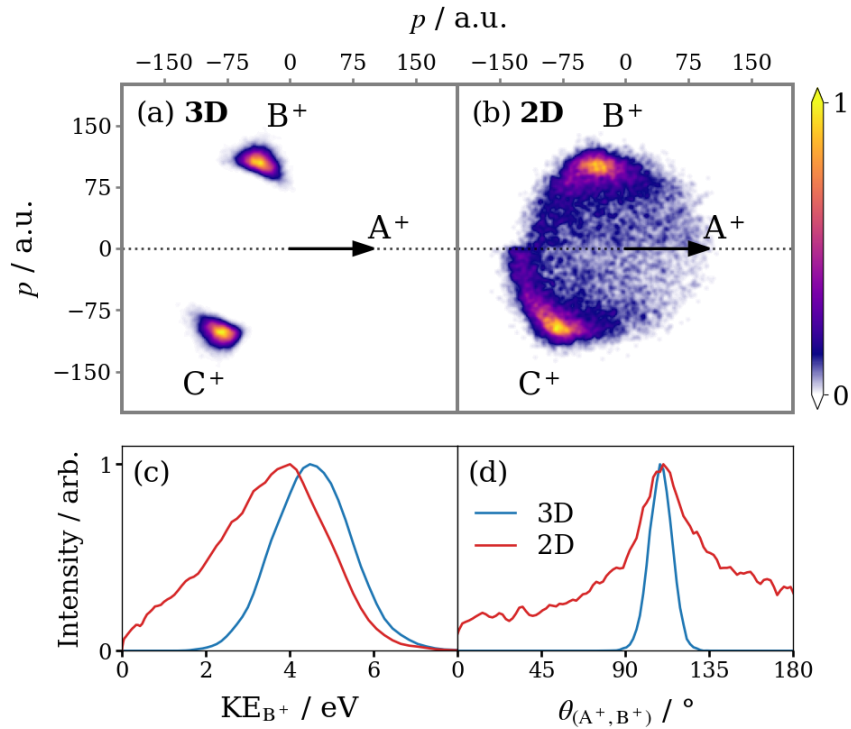 p / a.u.
−150 −75 0 75 150 −150 −75 0 75 150
(a) 3D B⁺ (b) 2D B⁺ 1
150
75
A⁺ A⁺
0
p / a.u.
−75
−150
C⁺ C⁺ 0
1 (c) (d)
3D
2D
Intensity / arb.
0
0 2 4 6 0 45 90 135 180
KE_B⁺ / eV θ_(A⁺,B⁺) / °